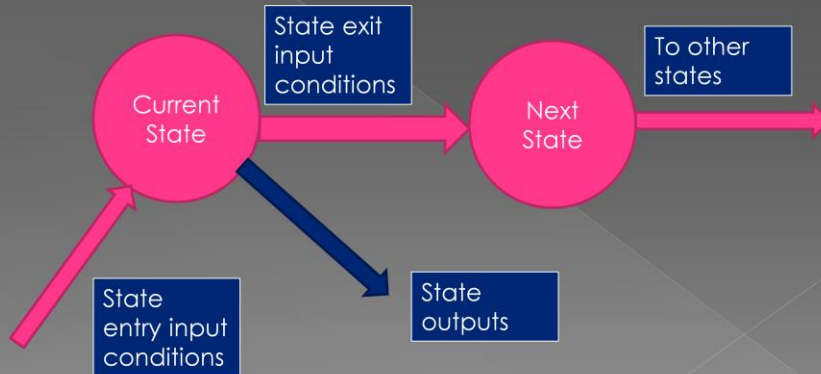 State exit
input
conditions
To other
states
Current
State
Next
State
State
entry input
conditions
State
outputs